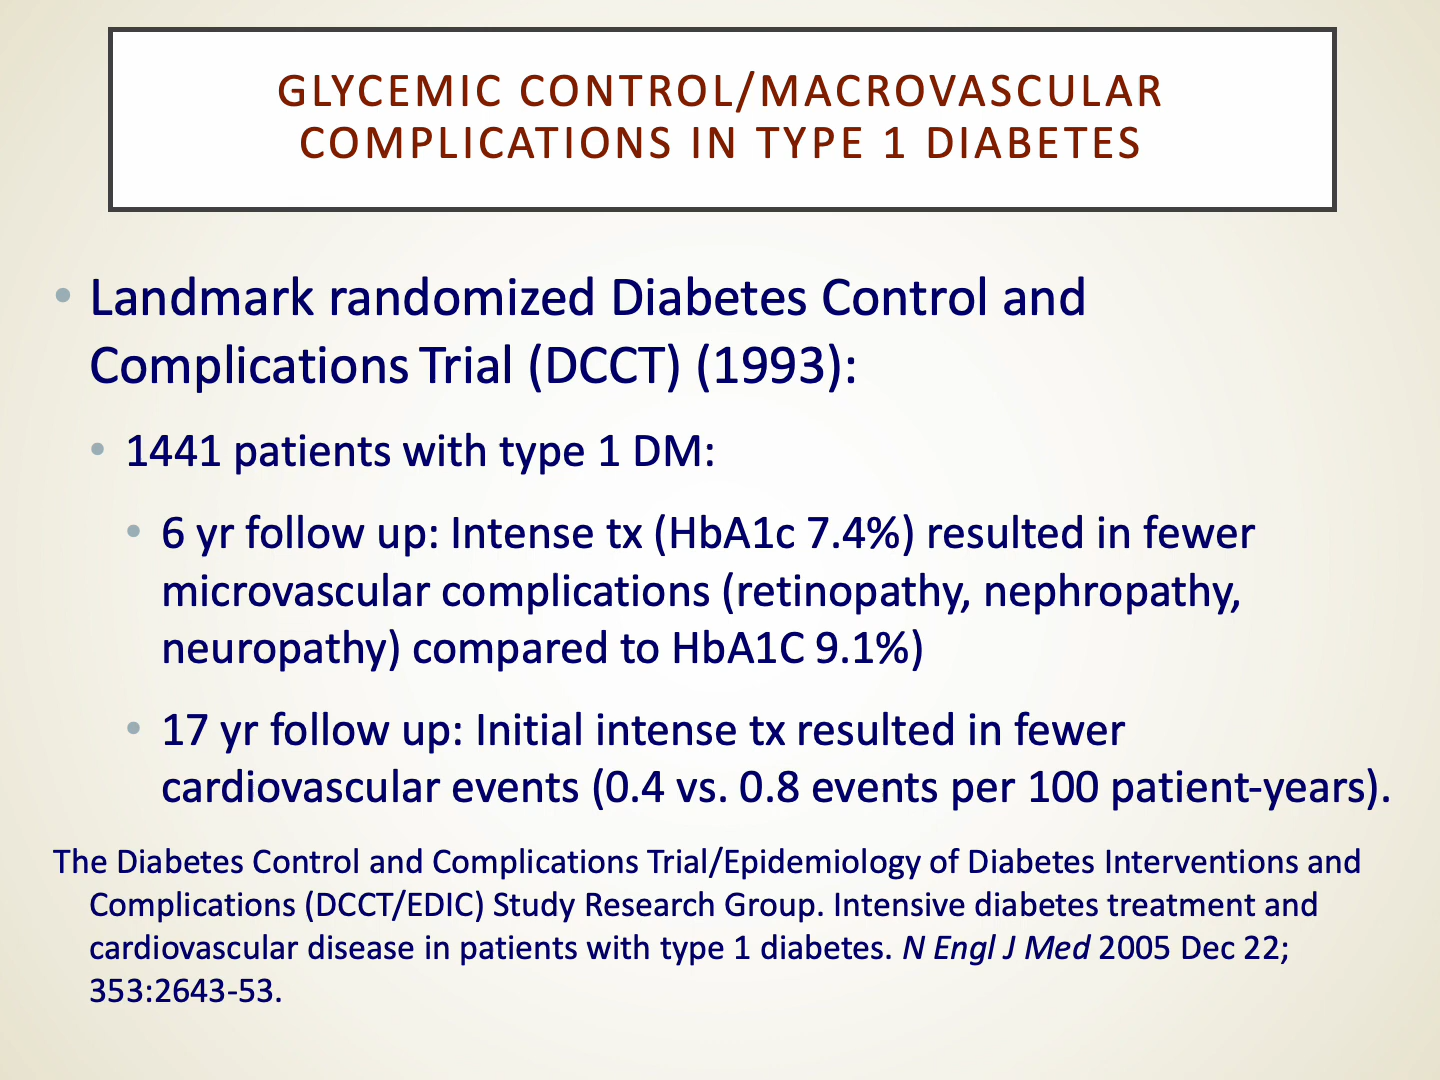 GLYCEMIC CONTROL/MACROVASCULAR
COMPLICATIONS IN TYPE 1 DIABETES
• Landmark randomized Diabetes Control and
Complications Trial (DCCT) (1993):
• 1441 patients with type 1 DM:
• 6 yr follow up: Intense tx (HbA1c 7.4%) resulted in fewer
microvascular complications (retinopathy, nephropathy,
neuropathy) compared to HbA1C 9.1%)
• 17 yr follow up: Initial intense tx resulted in fewer
cardiovascular events (0.4 vs. 0.8 events per 100 patient-years).
The Diabetes Control and Complications Trial/Epidemiology of Diabetes Interventions and
Complications (DCCT/EDIC) Study Research Group. Intensive diabetes treatment and
cardiovascular disease in patients with type 1 diabetes. N Engl J Med 2005 Dec 22;
353:2643-53.